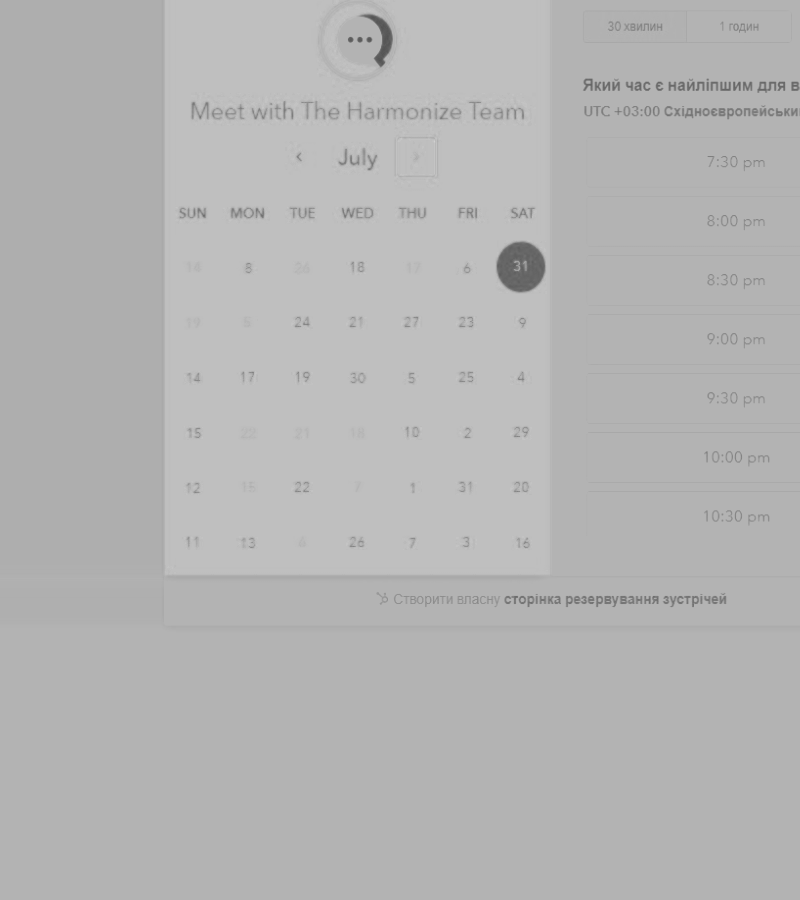 Meet with The Harmonize Team
July
SUN MON TUE WED THU FRI SAT
18 8 26 18 17 6 31
19 5 24 21 27 23 9
14 17 19 30 5 25 4
15 22 21 18 10 2 29
12 15 22 7 1 31 20
11 13 26 7 3 16
30 хвилин 1 годин
Який час є найліпшим для в
UTC +03:00 Східноєвропейськи
7:30 pm
8:00 pm
8:30 pm
9:00 pm
9:30 pm
10:00 pm
10:30 pm
Створити власну сторінка резервування зустрічей